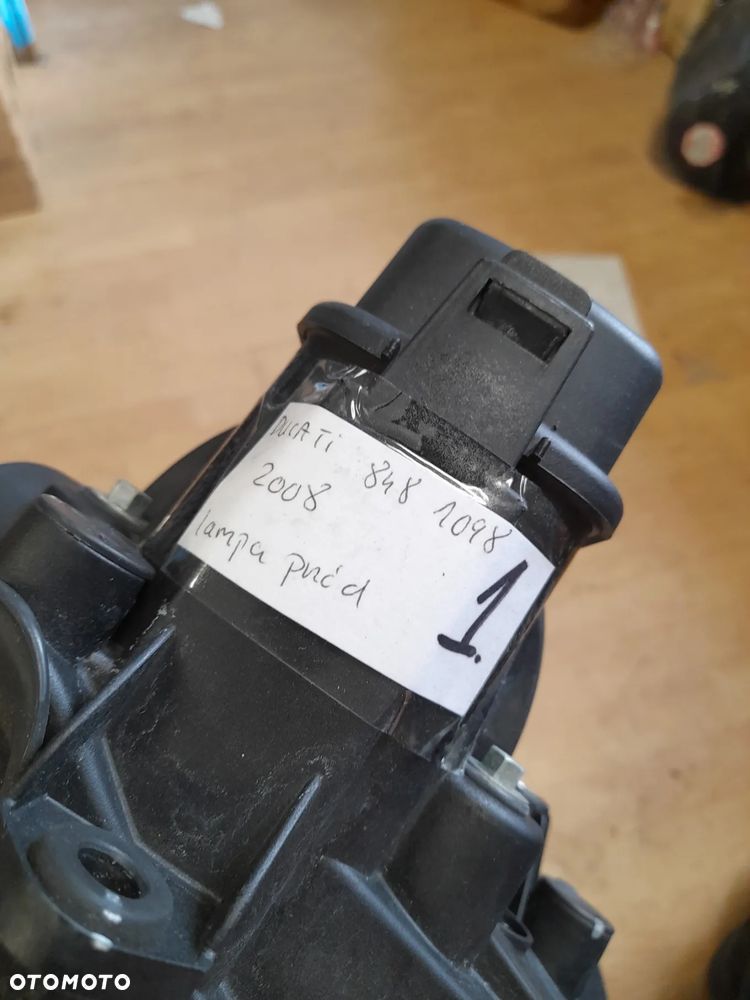 DUCATi 848 1098
2008
lampa przód
1.
OTOMOTO